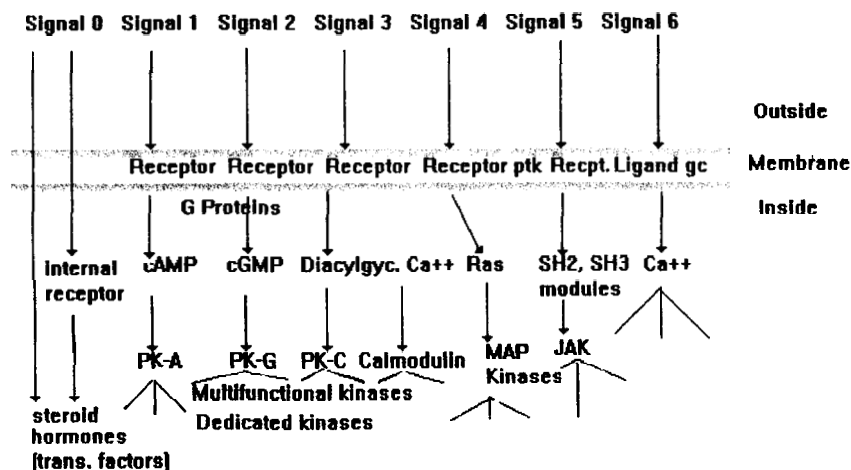 Signal 0 Signal 1 Signal 2 Signal 3 Signal 4 Signal 5 Signal 6
Outside
Receptor Receptor Receptor Receptor ptk Recpt. Ligand gc Membrane
G Proteins Inside
internal receptor
cAMP cGMP Diacylgyc. Ca++ Ras SH2, SH3 modules Ca++
PK-A PK-G PK-C Calmodulin MAP Kinases JAK
Multifunctional kinases
Dedicated kinases
steroid
hormones
[trans. factors]